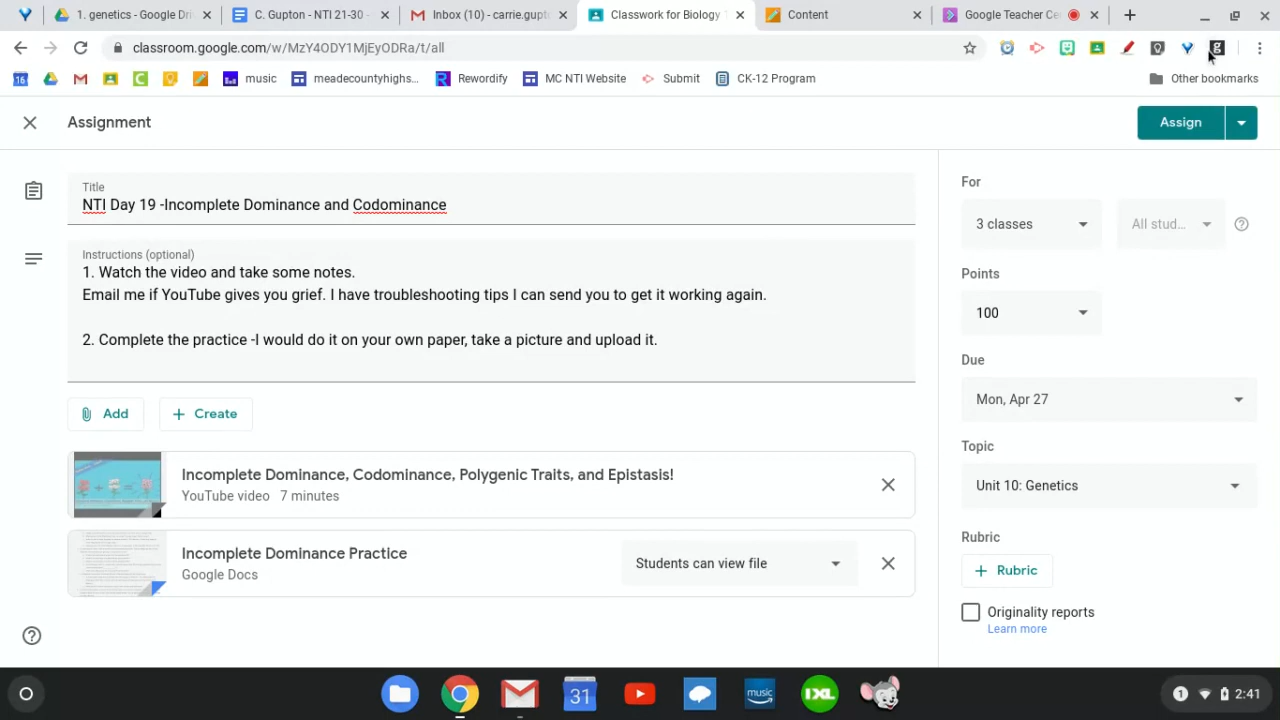 1. genetics - Google Dri
C. Gupton - NTI 21-30 -
Inbox (10) - carrie.gupt
Classwork for Biology
Content
Google Teacher Ce
classroom.google.com/w/MzY4ODY1MjEyODRa/t/all
music
meadecountyhighs...
Rewordify
MC NTI Website
Submit
CK-12 Program
Other bookmarks
Assignment
Assign
Title
NTI Day 19 -Incomplete Dominance and Codominance
Instructions (optional)
1. Watch the video and take some notes.
Email me if YouTube gives you grief. I have troubleshooting tips I can send you to get it working again.
2. Complete the practice -I would do it on your own paper, take a picture and upload it.
Add
Create
Incomplete Dominance, Codominance, Polygenic Traits, and Epistasis!
YouTube video 7 minutes
Incomplete Dominance Practice
Google Docs
Students can view file
For
3 classes
All stud...
Points
100
Due
Mon, Apr 27
Topic
Unit 10: Genetics
Rubric
Rubric
Originality reports
Learn more
31
music
IXL
1
2:41